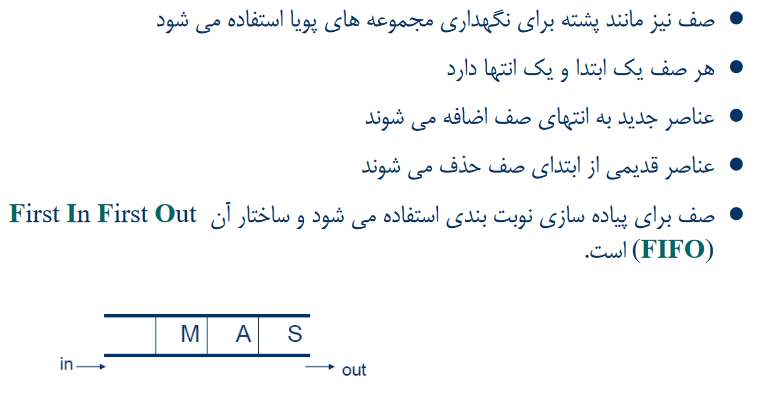 ● صف نیز مانند پشته برای نگهداری مجموعه های پویا استفاده می شود
● هر صف یک ابتدا و یک انتها دارد
● عناصر جدید به انتهای صف اضافه می شوند
● عناصر قدیمی از ابتدای صف حذف می شوند
● صف برای پیاده سازی نوبت بندی استفاده می شود و ساختار آن First In First Out
(FIFO) است.
M A S
in
out